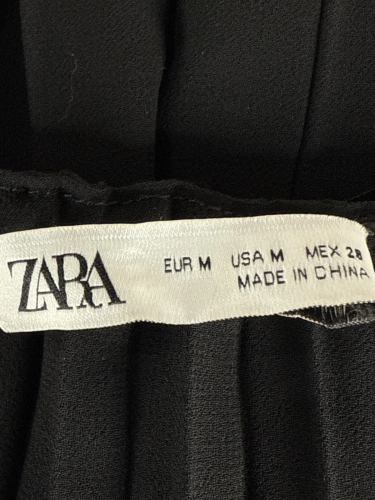 ZARA
EUR M USA M MEX 28
MADE IN CHINA